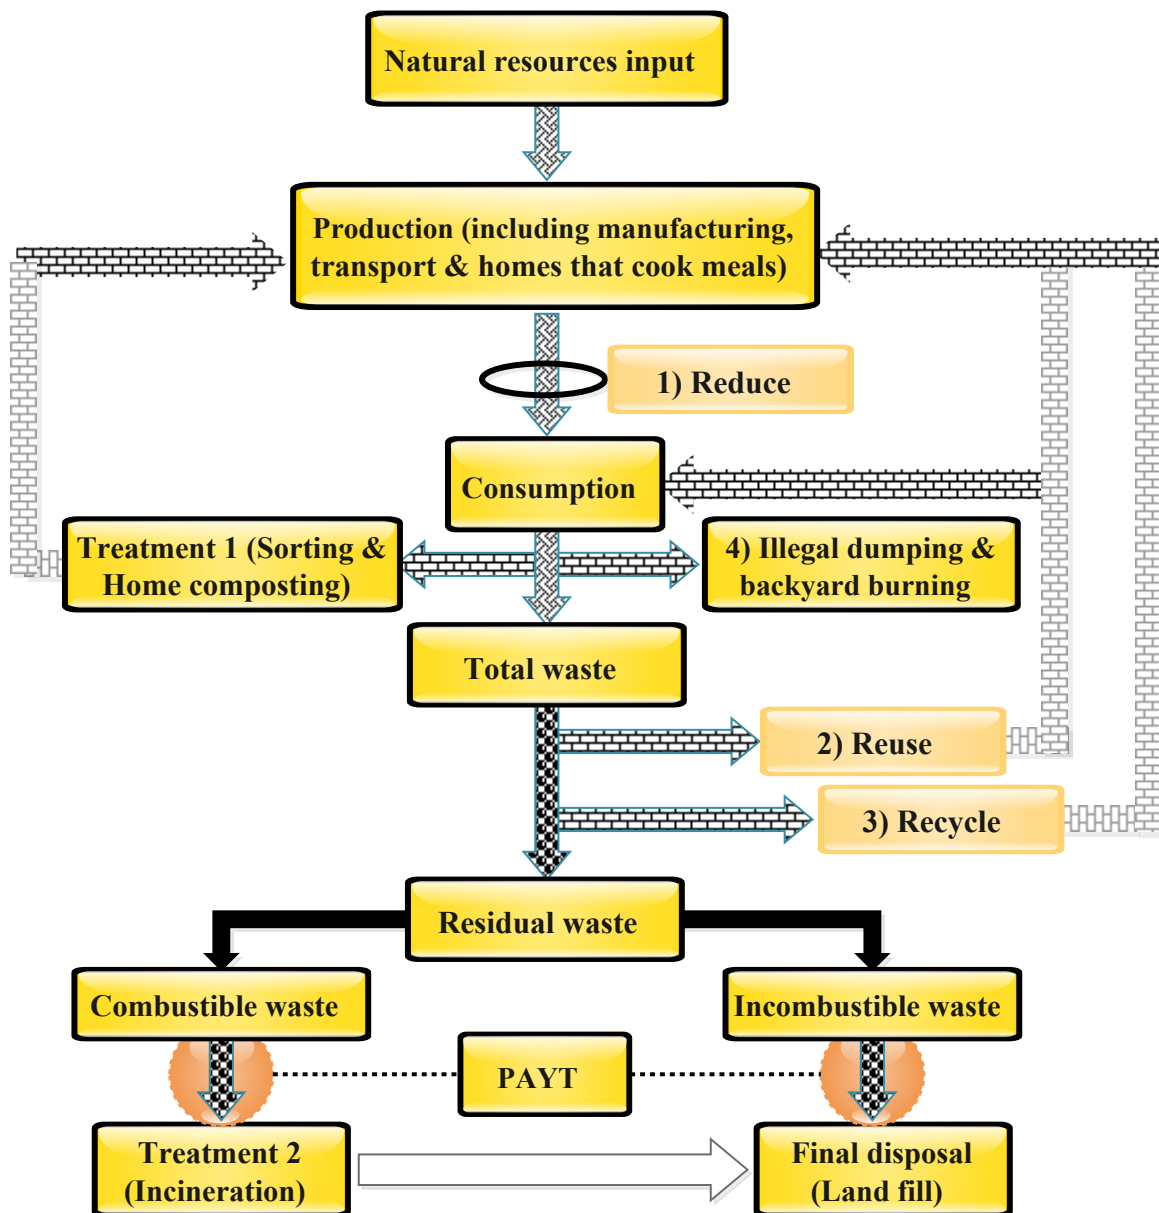 Natural resources input
Production (including manufacturing,
transport & homes that cook meals)
1) Reduce
Consumption
Treatment 1 (Sorting &
Home composting)
4) Illegal dumping &
backyard burning
Total waste
2) Reuse
3) Recycle
Residual waste
Combustible waste
Incombustible waste
PAYT
Treatment 2
(Incineration)
Final disposal
(Land fill)